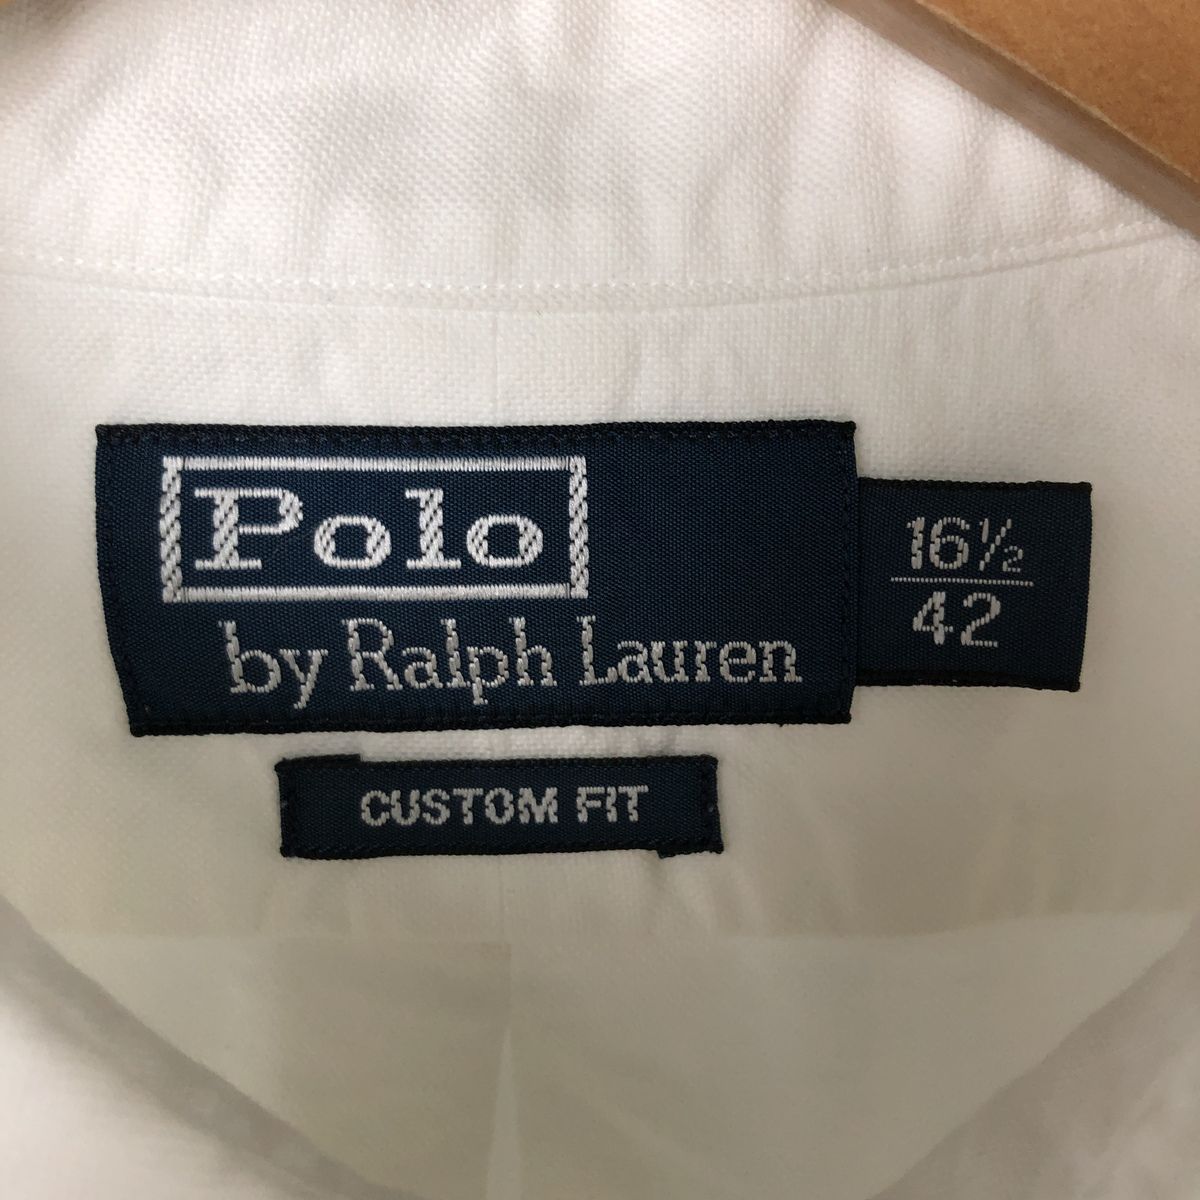 Polo
by Ralph Lauren
16½
42
CUSTOM FIT